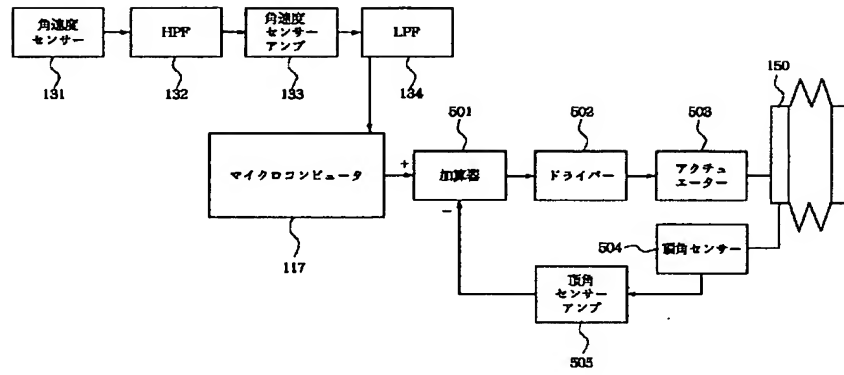 角速度
センサー
131
HPF
132
角速度
センサー
アンプ
133
LPF
134
マイクロコンピュータ
117
+
-
加算器
501
ドライバー
502
アクチュ
エーター
503
150
頂角センサー
504
頂角
センサー
アンプ
505